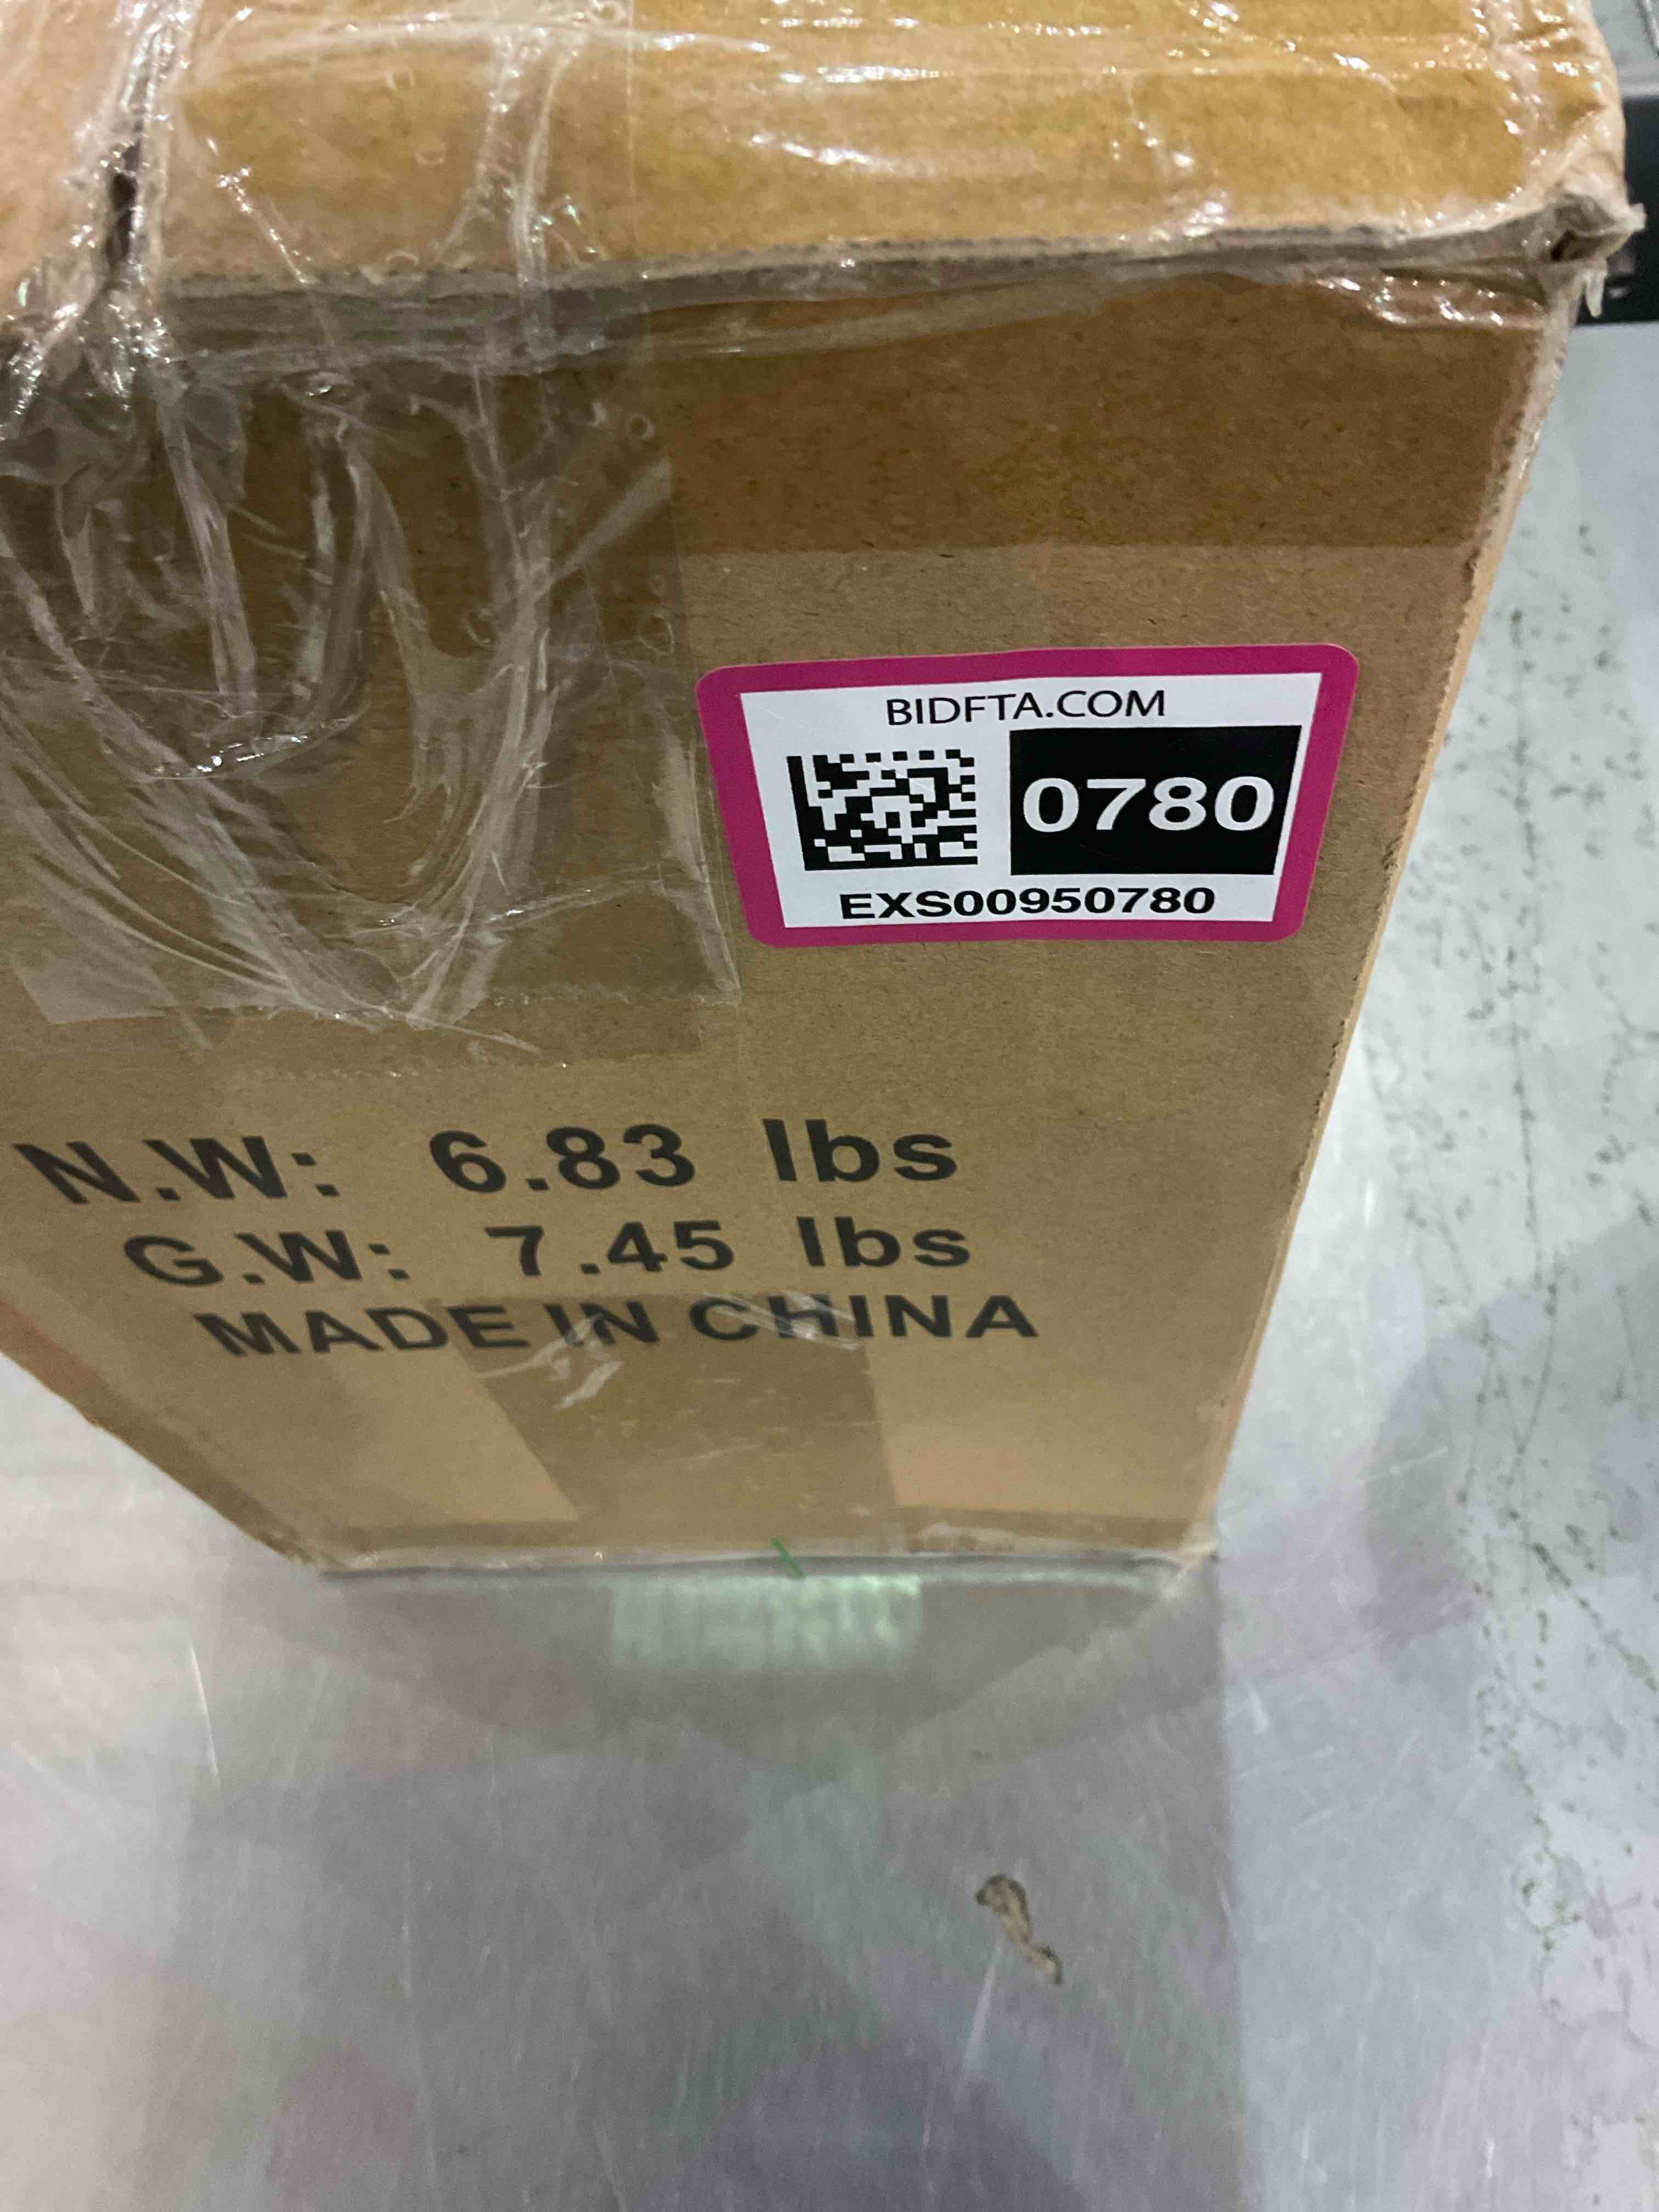 BIDFTA.COM
0780
EXS00950780
N.W: 6.83 lbs
G.W: 7.45 lbs
MADE IN CHINA